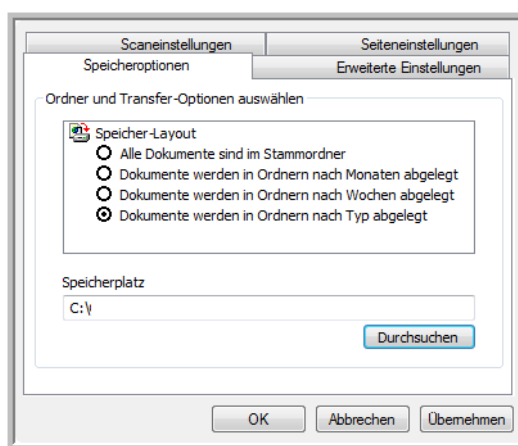 Scaneinstellungen
Seiteneinstellungen
Speicheroptionen
Erweiterte Einstellungen
Ordner und Transfer-Optionen auswählen
Speicher-Layout
Alle Dokumente sind im Stammordner
Dokumente werden in Ordnern nach Monaten abgelegt
Dokumente werden in Ordnern nach Wochen abgelegt
Dokumente werden in Ordnern nach Typ abgelegt
Speicherplatz
C:\
Durchsuchen
OK
Abbrechen
Übernehmen